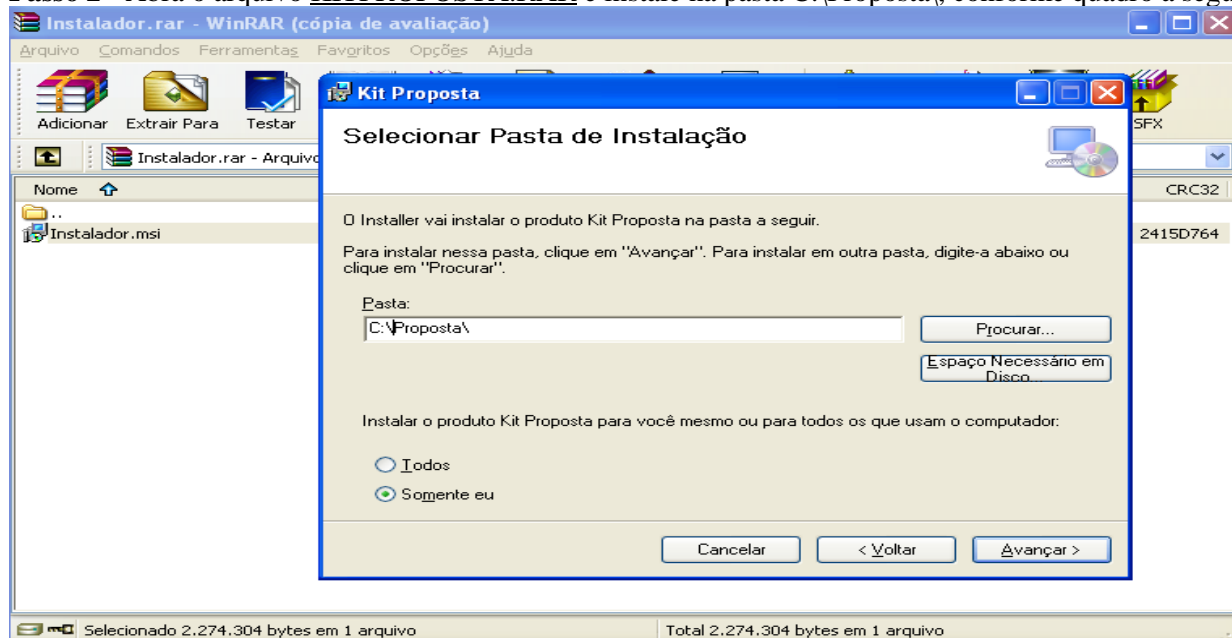 Instalador.rar - WinRAR (cópia de avaliação)
Arquivo Comandos Ferramentas Favoritos Opções Ajuda
Adicionar Extrair Para Testar SFX
Instalador.rar - Arquivo
Nome CRC32
..
Instalador.msi 2415D764
Kit Proposta
Selecionar Pasta de Instalação
O Installer vai instalar o produto Kit Proposta na pasta a seguir.
Para instalar nessa pasta, clique em "Avançar". Para instalar em outra pasta, digite-a abaixo ou
clique em "Procurar".
Pasta:
C:\Proposta\
Procurar...
Espaço Necessário em
Disco...
Instalar o produto Kit Proposta para você mesmo ou para todos os que usam o computador:
Todos
Somente eu
Cancelar < Voltar Avançar >
Selecionado 2.274.304 bytes em 1 arquivo Total 2.274.304 bytes em 1 arquivo